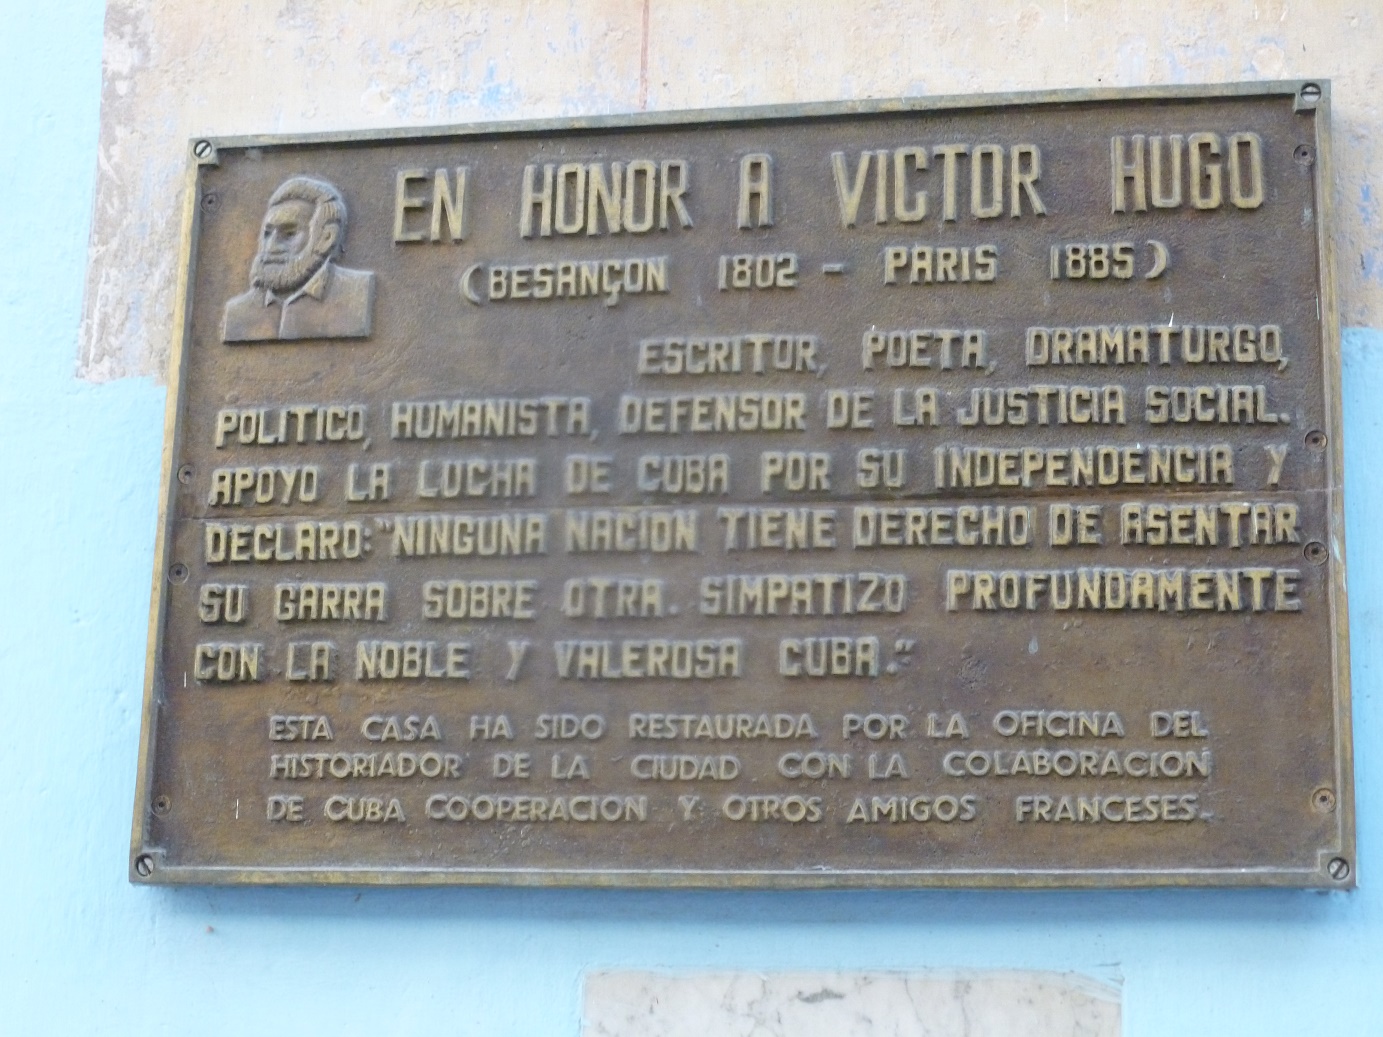 EN HONOR A VICTOR HUGO
(BESANÇON 1802 - PARIS 1885)
ESCRITOR, POETA, DRAMATURGO,
POLITICO, HUMANISTA, DEFENSOR DE LA JUSTICIA SOCIAL.
APOYO LA LUCHA DE CUBA POR SU INDEPENDENCIA Y
DECLARO: "NINGUNA NACION TIENE DERECHO DE ASENTAR
SU GARRA SOBRE OTRA. SIMPATIZO PROFUNDAMENTE
CON LA NOBLE Y VALEROSA CUBA."
ESTA CASA HA SIDO RESTAURADA POR LA OFICINA DEL
HISTORIADOR DE LA CIUDAD CON LA COLABORACION
DE CUBA COOPERACION Y OTROS AMIGOS FRANCESES.